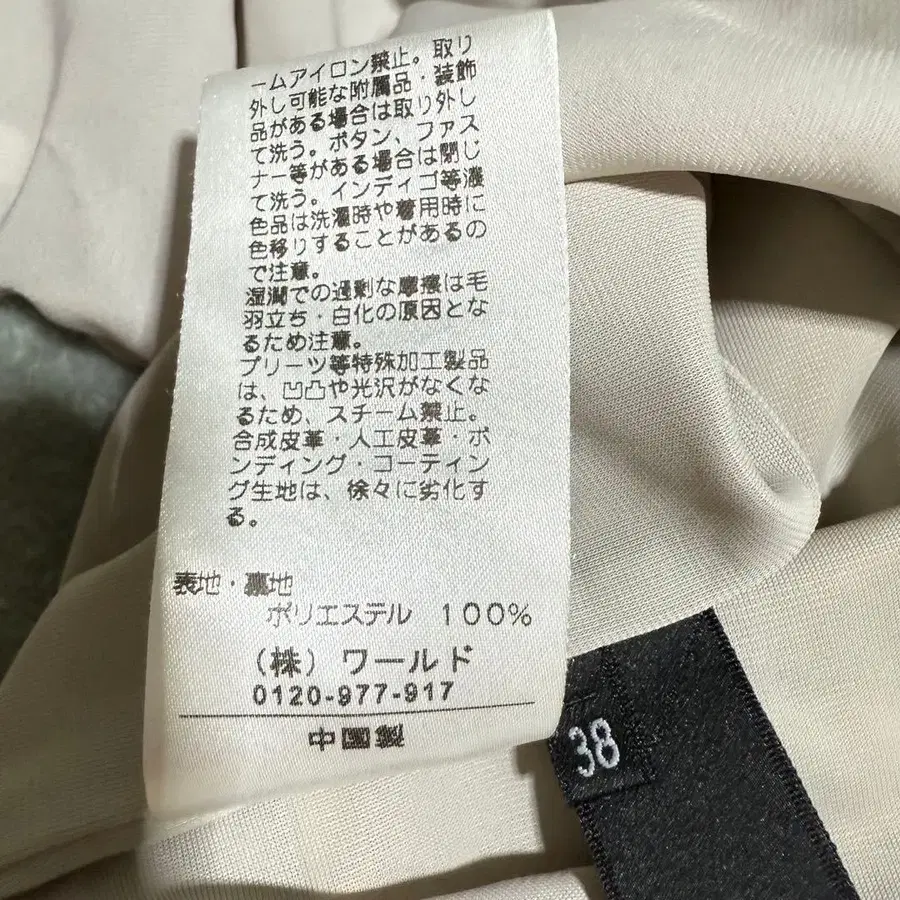 ームアイロン禁止。取り
外し可能な附属品・装飾
品がある場合は取り外し
て洗う。ボタン、ファス
ナー等がある場合は閉じ
て洗う。インディゴ等濃
色品は洗濯時や着用時に
色移りすることがあるの
で注意。
湿潤での過剰な摩擦は毛
羽立ち・白化の原因とな
るため注意。
プリーツ等特殊加工製品
は、凹凸や光沢がなくな
るため、スチーム禁止。
合成皮革・人工皮革・ボ
ンディング・コーティン
グ生地は、徐々に劣化す
る。
表地・裏地
ポリエステル 100%
(株)ワールド
0120-977-917
中国製
38